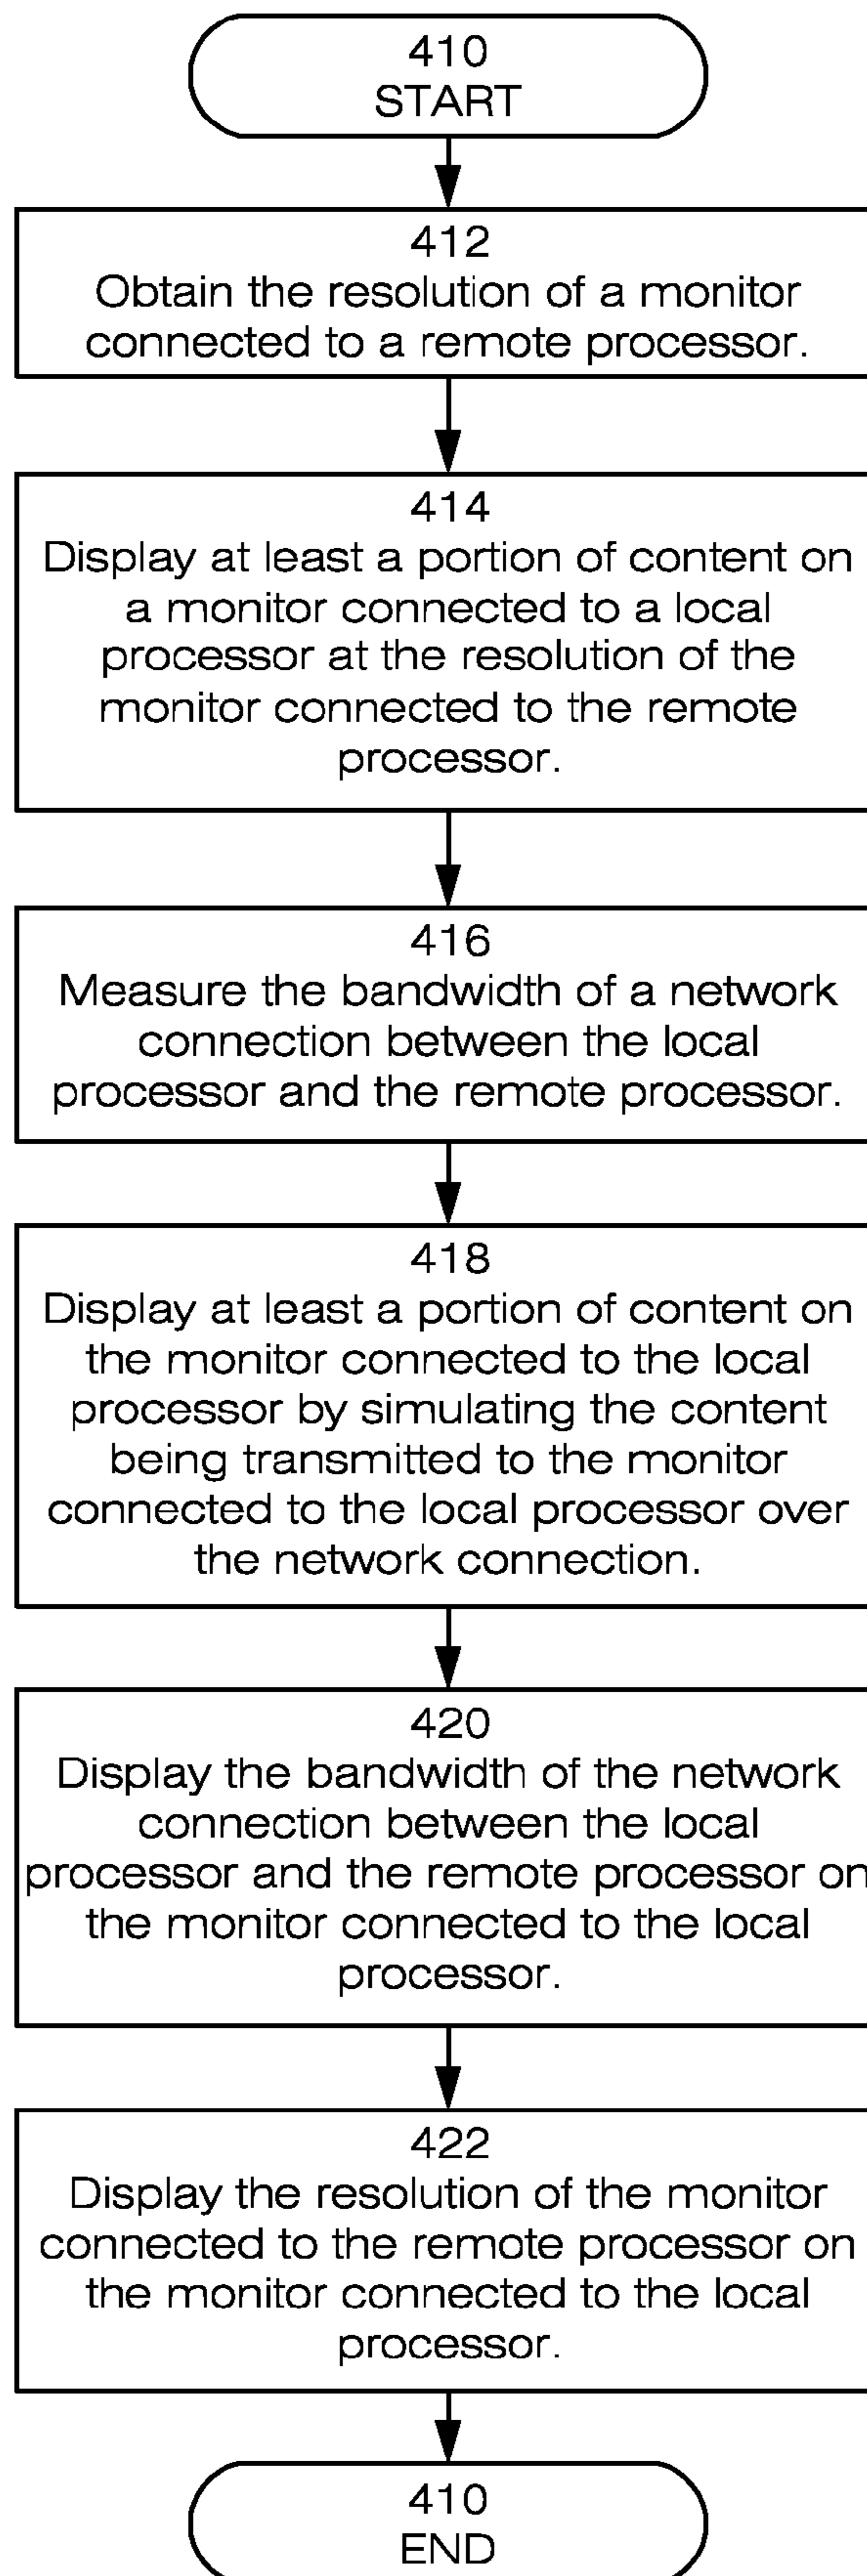 410
START
412
Obtain the resolution of a monitor
connected to a remote processor.
414
Display at least a portion of content on
a monitor connected to a local
processor at the resolution of the
monitor connected to the remote
processor.
416
Measure the bandwidth of a network
connection between the local
processor and the remote processor.
418
Display at least a portion of content on
the monitor connected to the local
processor by simulating the content
being transmitted to the monitor
connected to the local processor over
the network connection.
420
Display the bandwidth of the network
connection between the local
processor and the remote processor on
the monitor connected to the local
processor.
422
Display the resolution of the monitor
connected to the remote processor on
the monitor connected to the local
processor.
410
END